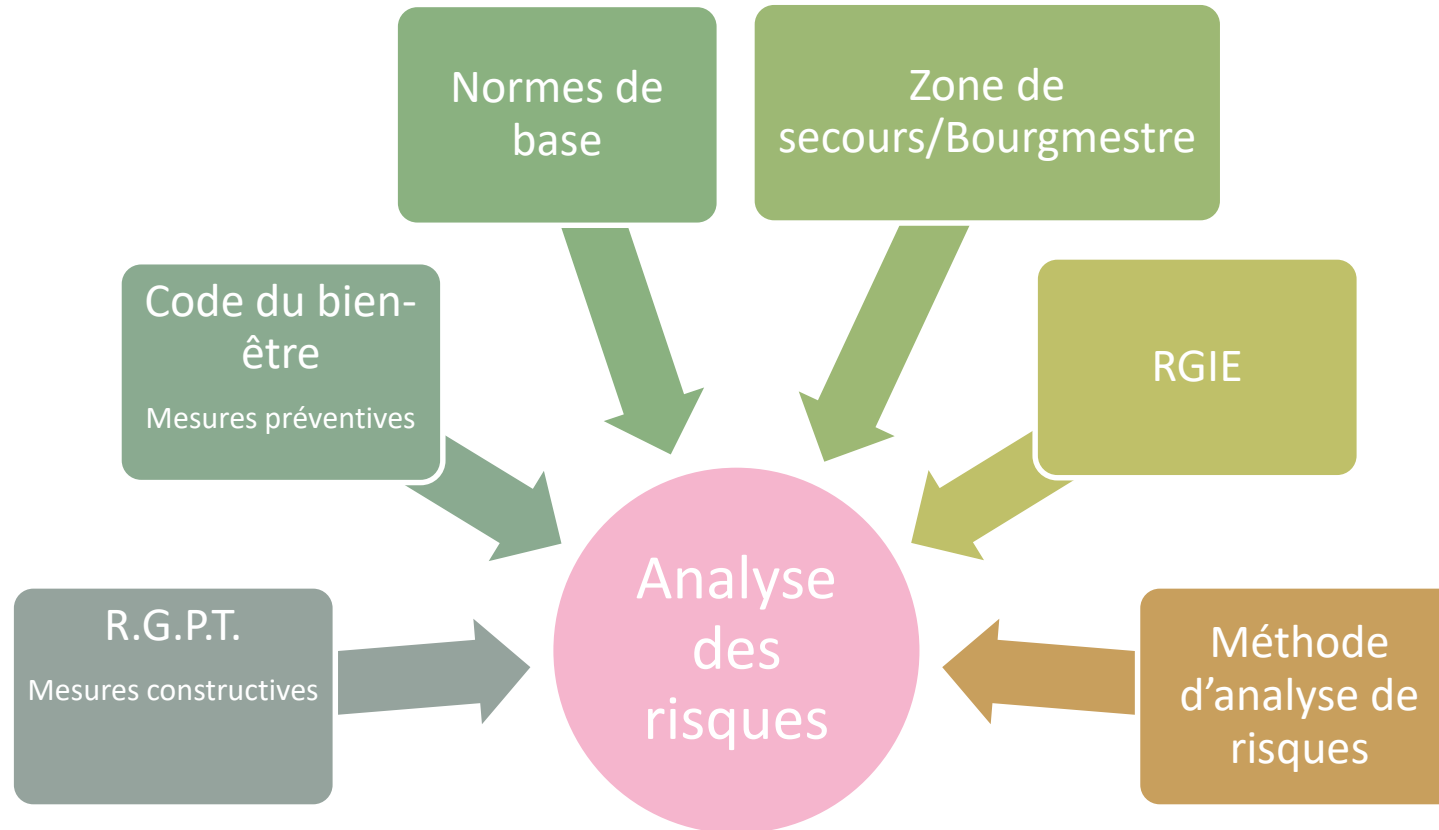 Normes de
base
Zone de
secours/Bourgmestre
Code du bien-
être
Mesures préventives
RGIE
R.G.P.T.
Mesures constructives
Analyse
des
risques
Méthode
d’analyse de
risques